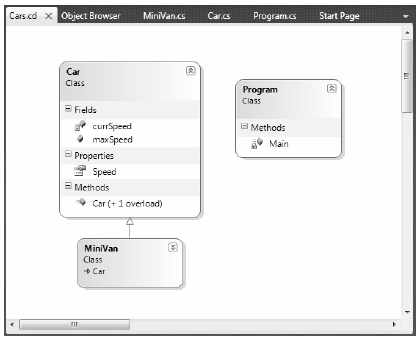 Cars.cd Object Browser MiniVan.cs Car.cs Program.cs Start Page
Car
Class
Fields
currSpeed
maxSpeed
Properties
Speed
Methods
Car (+ 1 overload)
Program
Class
Methods
Main
MiniVan
Class
Car